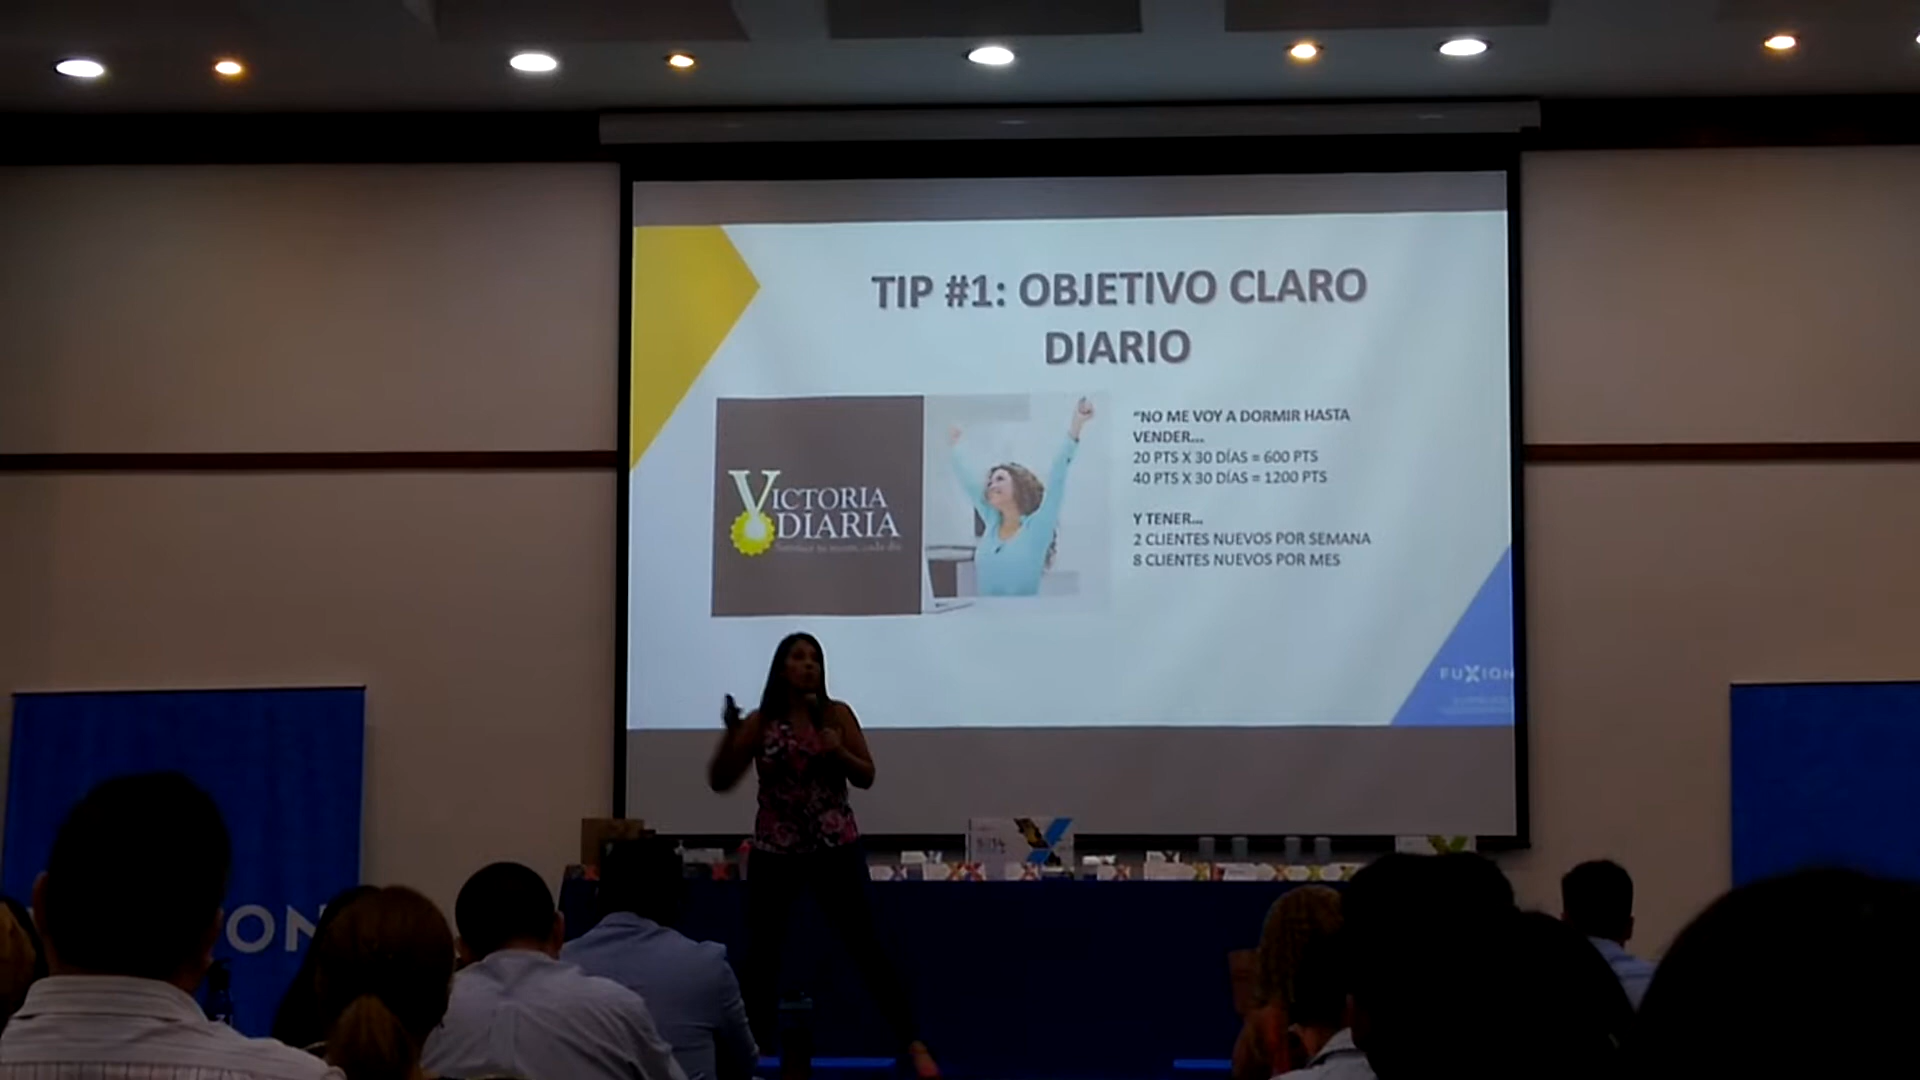 TIP #1: OBJETIVO CLARO
DIARIO
VICTORIA
DIARIA
"NO ME VOY A DORMIR HASTA
VENDER...
20 PTS X 30 DÍAS = 600 PTS
40 PTS X 30 DÍAS = 1200 PTS
Y TENER...
2 CLIENTES NUEVOS POR SEMANA
8 CLIENTES NUEVOS POR MES
FUXION
ON